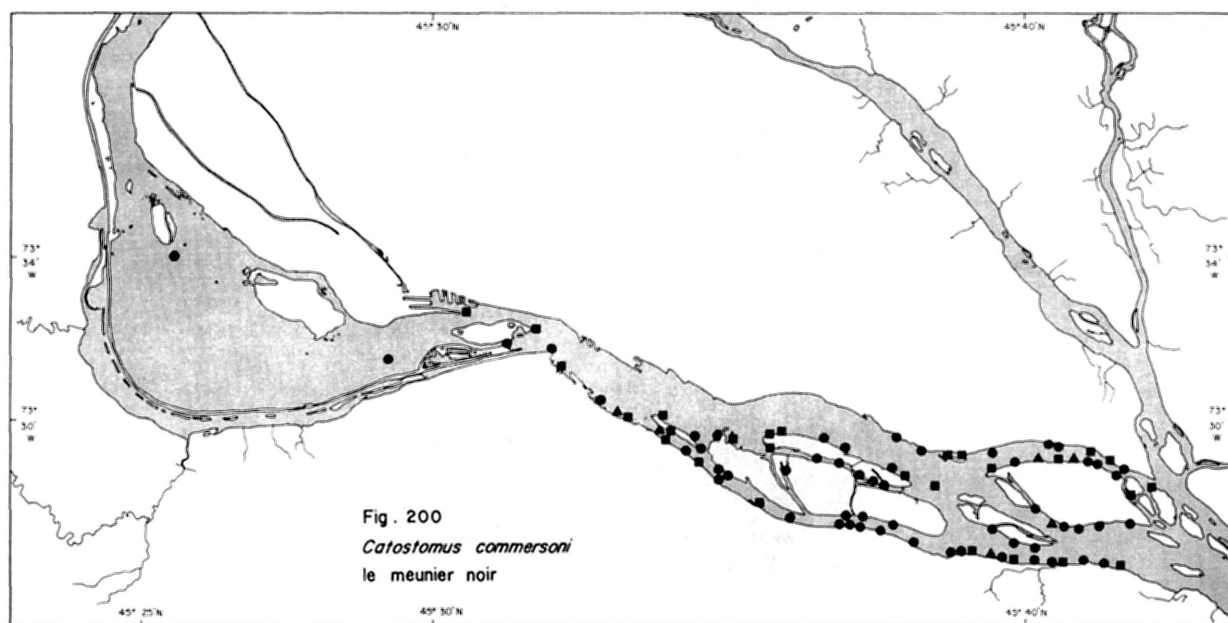 45° 30' N
45° 40' N
73°
34'
W
73°
34'
W
73°
30'
W
73°
30'
W
Fig. 200
Catostomus commersoni
le meunier noir
45° 25' N
45° 30' N
45° 40' N